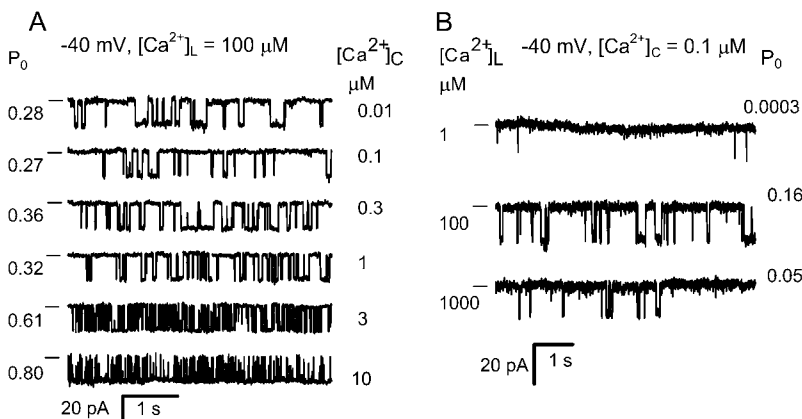 A
-40 mV, [Ca²⁺]L = 100 μM
P₀
[Ca²⁺]C
μM
0.28
0.01
0.27
0.1
0.36
0.3
0.32
1
0.61
3
0.80
10
20 pA
1 s
B
[Ca²⁺]L
-40 mV, [Ca²⁺]C = 0.1 μM
P₀
μM
0.0003
1
0.16
100
0.05
1000
20 pA
1 s